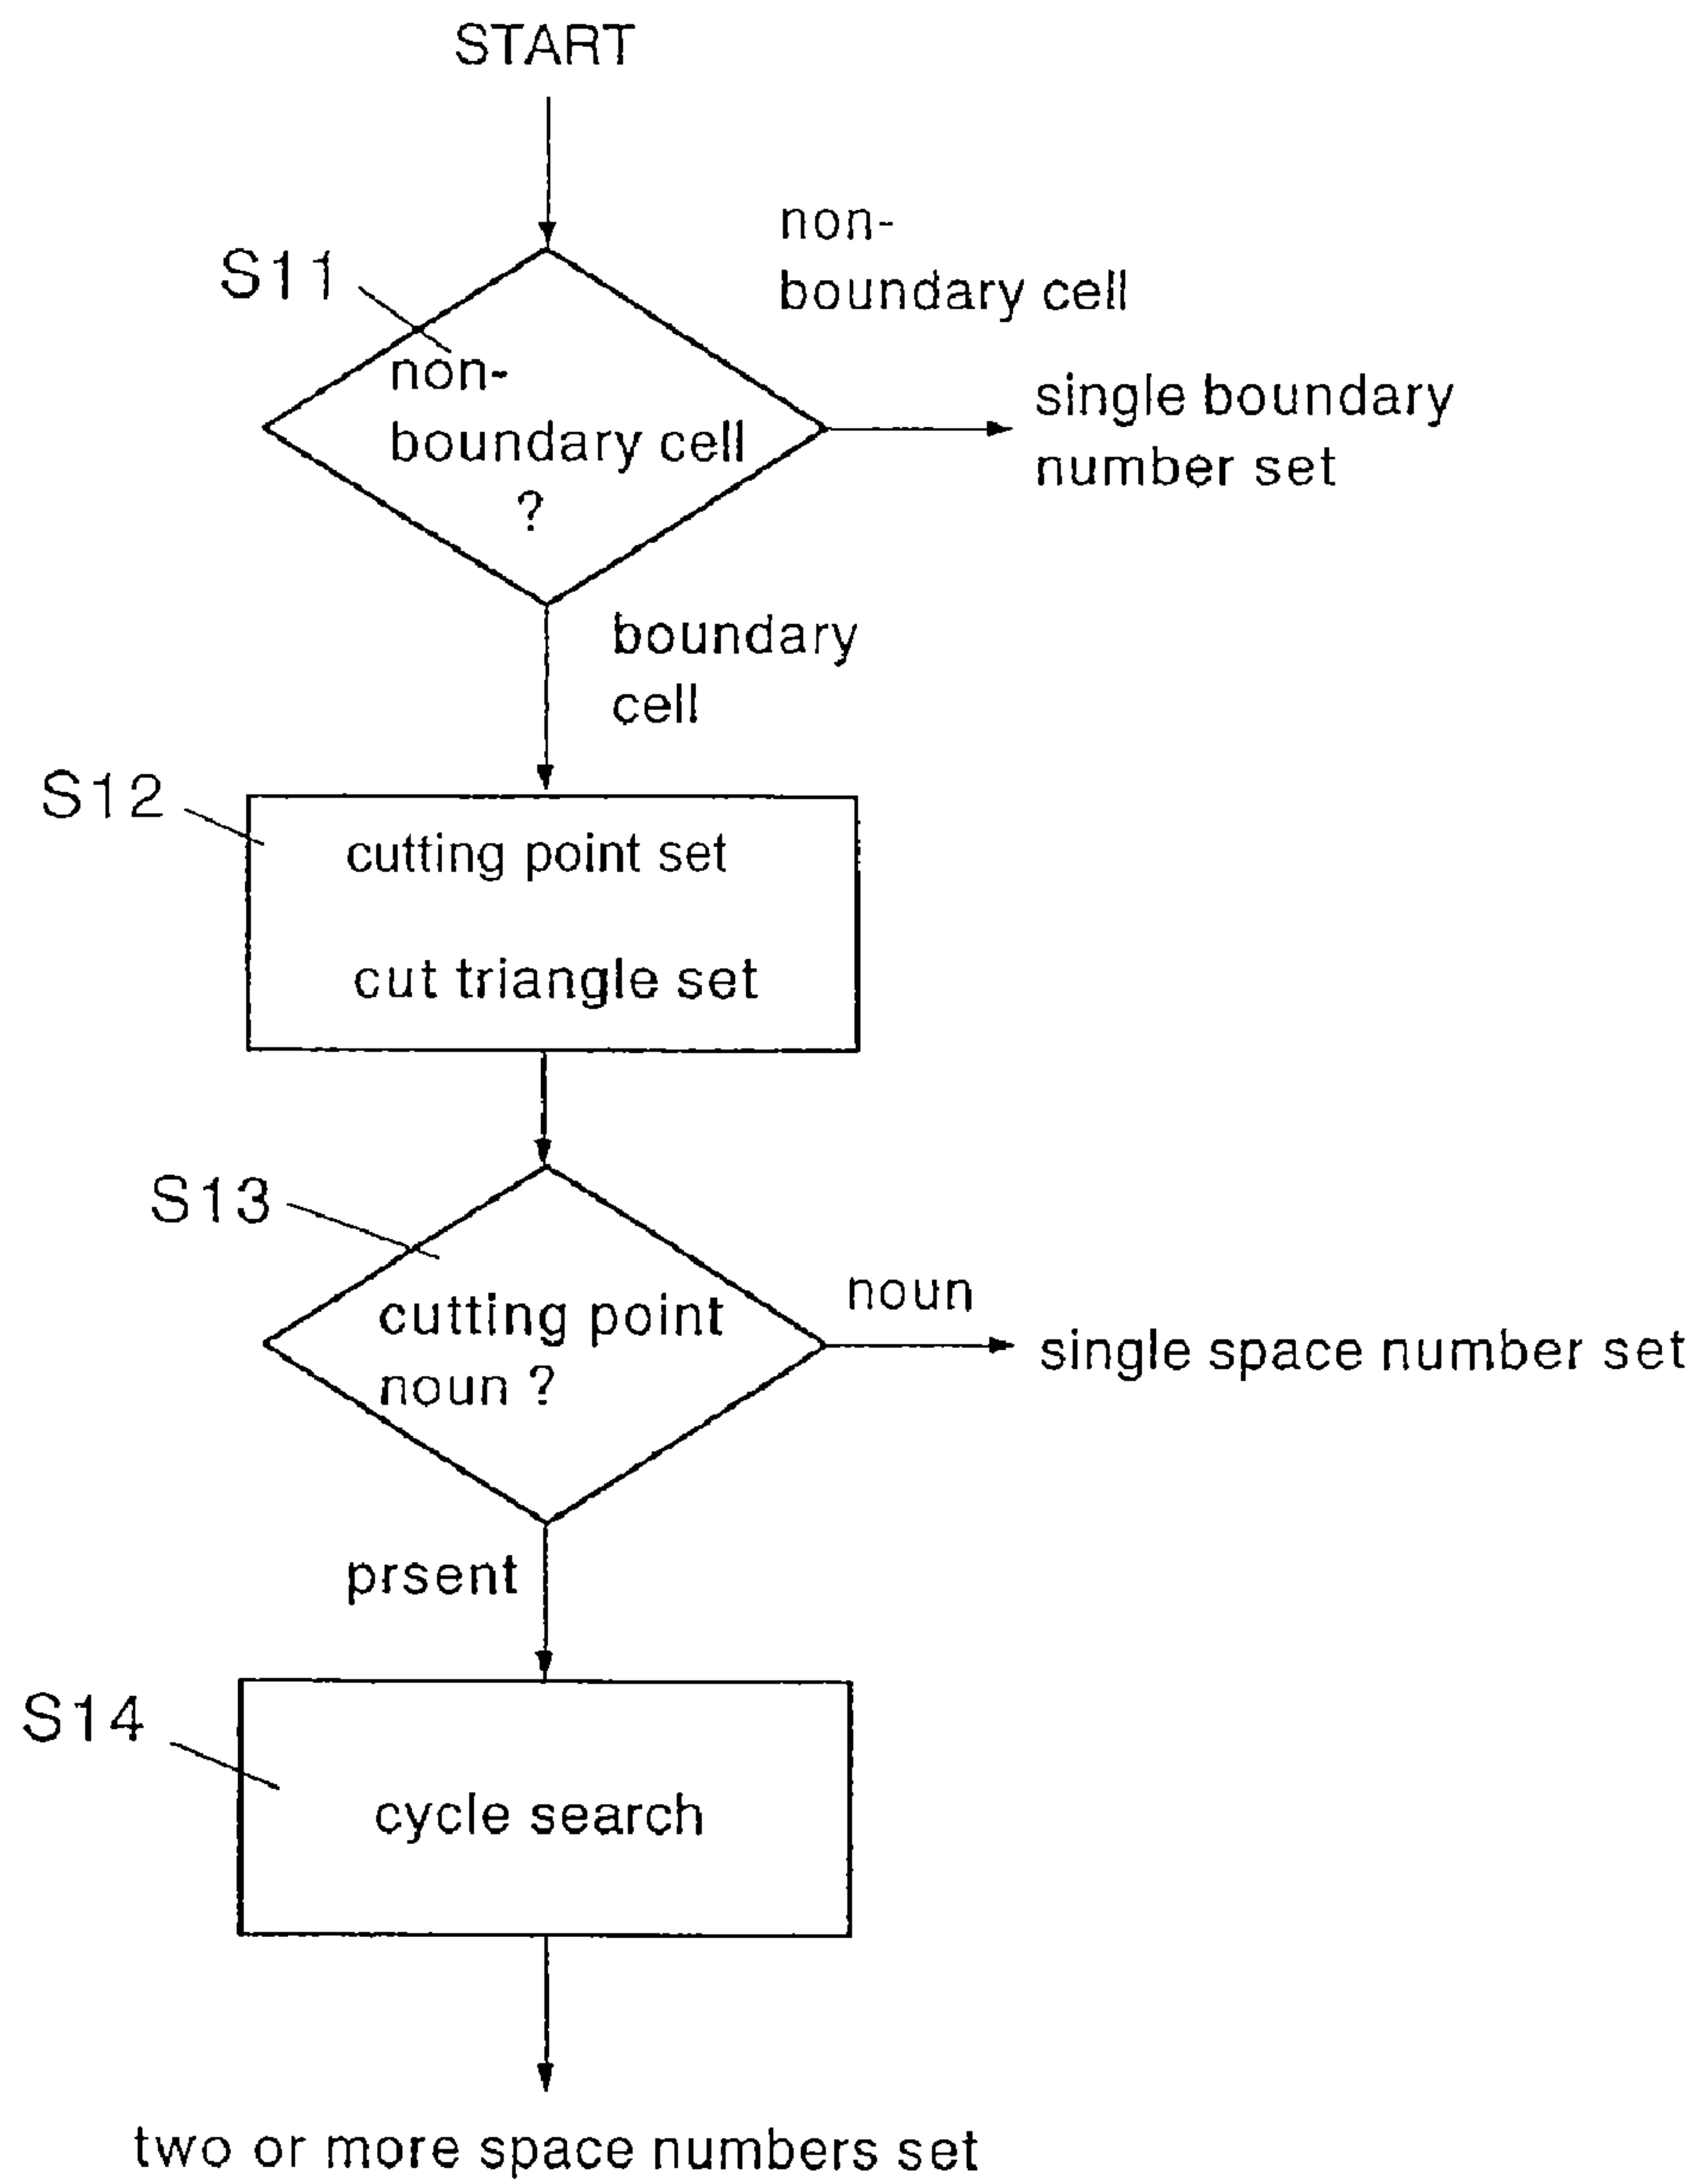 START
non-
boundary cell
S11
non-
boundary cell
?
single boundary
number set
boundary
cell
S12
cutting point set
cut triangle set
S13
cutting point
noun ?
noun
single space number set
prsent
S14
cycle search
two or more space numbers set